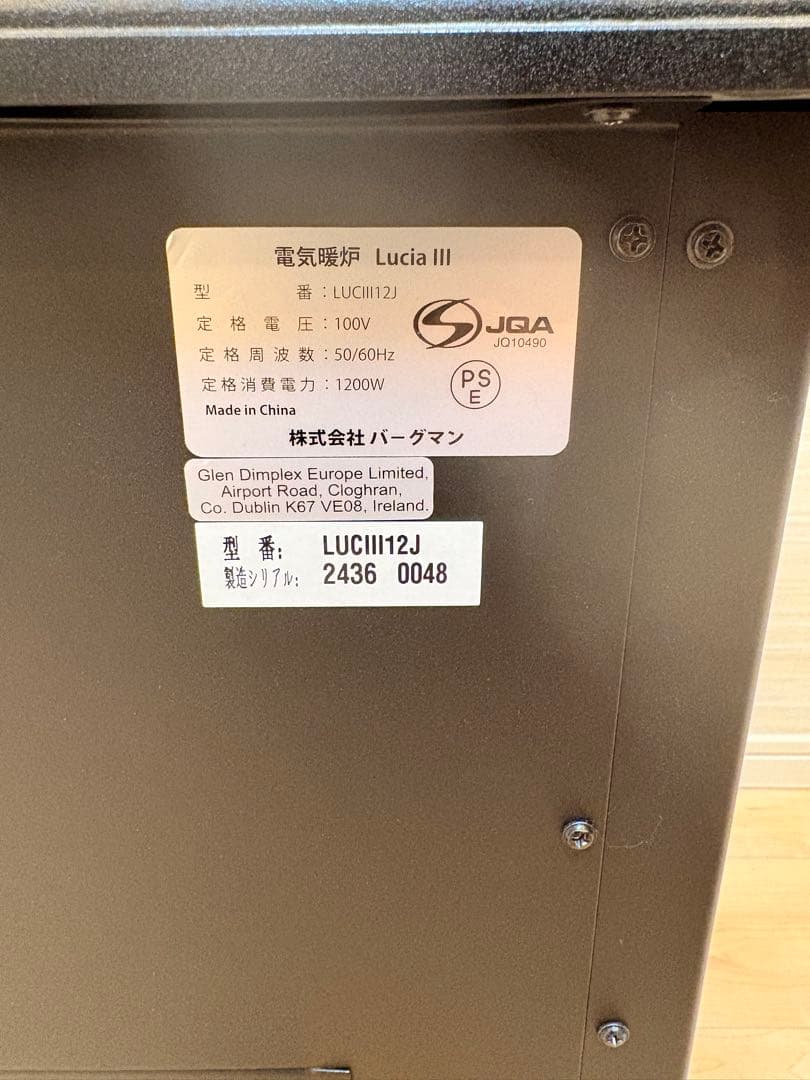 電気暖炉 Lucia III
型番：LUCIII12J
定格電圧：100V
定格周波数：50/60Hz
定格消費電力：1200W
Made in China
S JQA
JQ10490
PS
E
株式会社 バーグマン
Glen Dimplex Europe Limited,
Airport Road, Cloghran,
Co. Dublin K67 VE08, Ireland.
型番: LUCIII12J
製造シリアル: 2436 0048